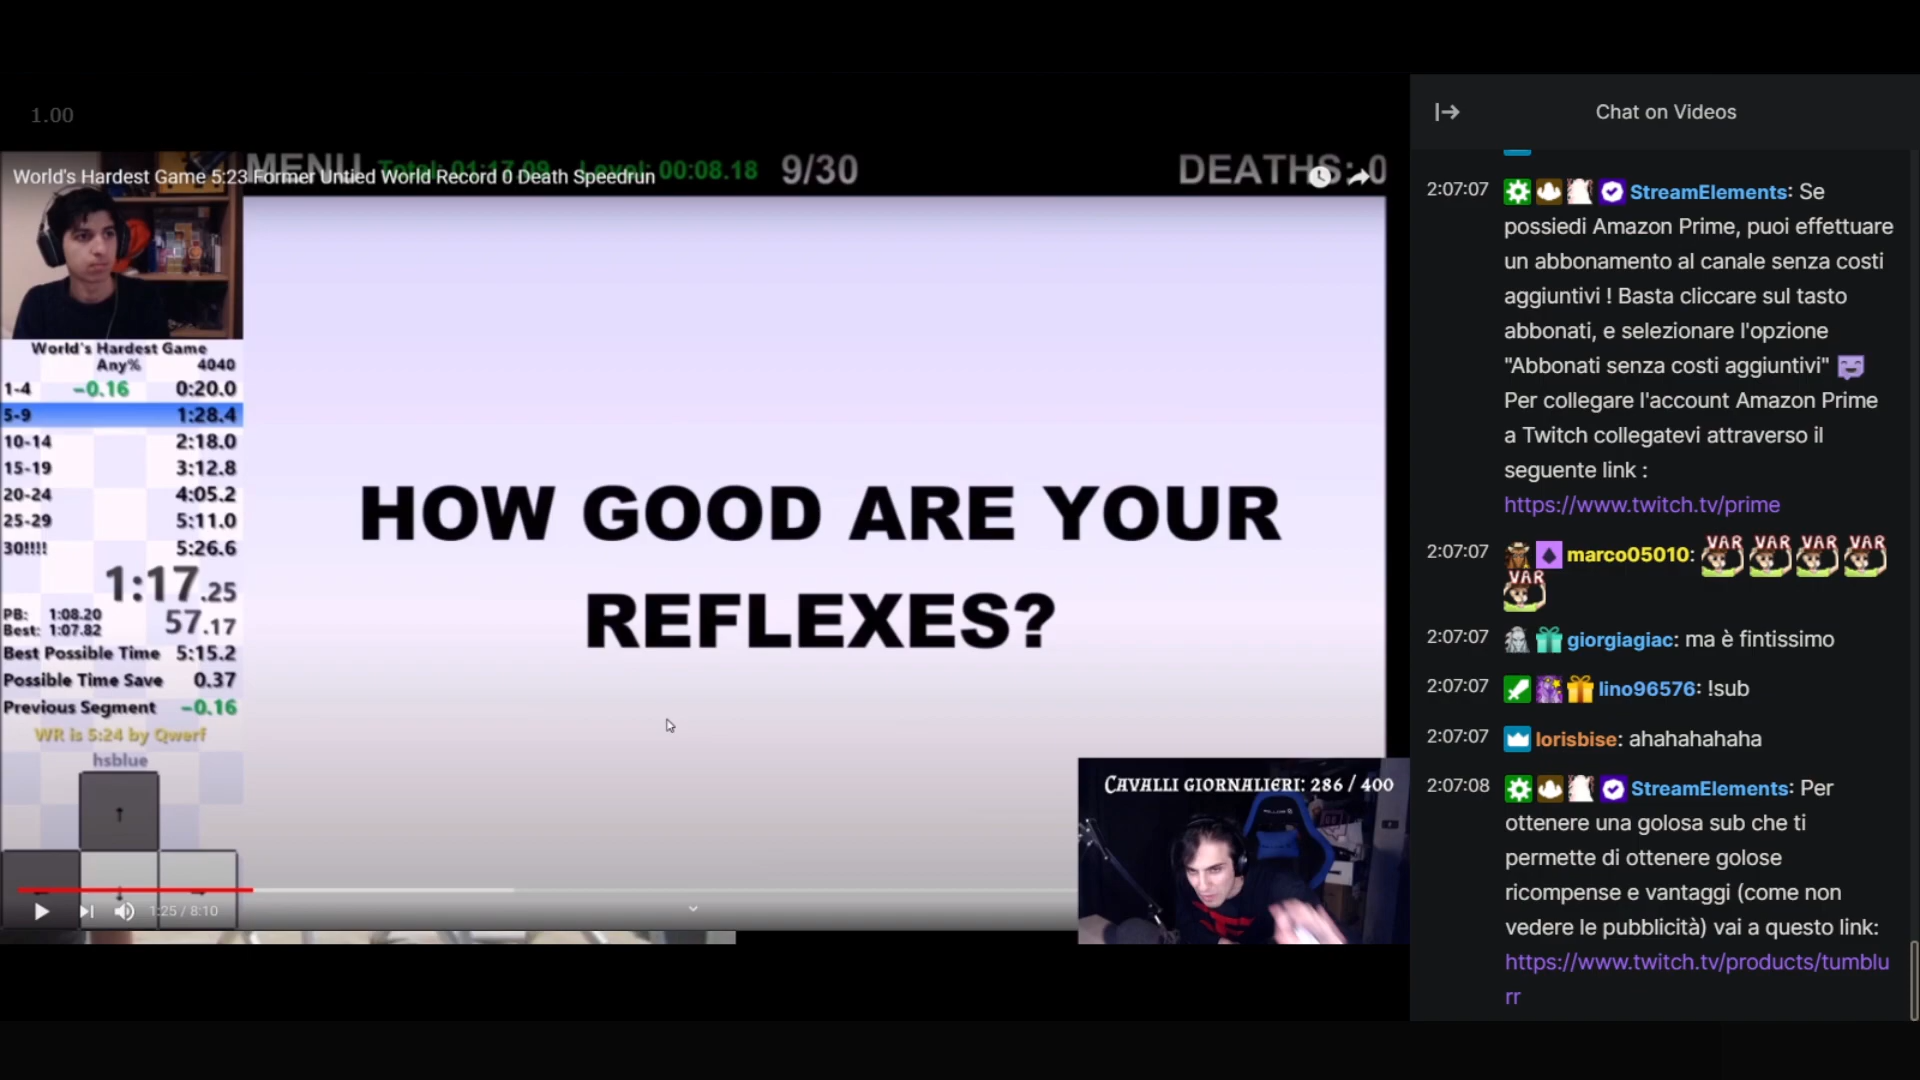 1.00
World's Hardest Game 5:23 Former Untied World Record 0 Death Speedrun
MENU Total: 01:17.09 Level: 00:08.18 9/30 DEATHS: 0
World's Hardest Game
Any% 4040
1-4 -0.16 0:20.0
5-9 1:28.4
10-14 2:18.0
15-19 3:12.8
20-24 4:05.2
25-29 5:11.0
30!!!! 5:26.6
1:17.25
PB: 1:08.20 57.17
Best: 1:07.82
Best Possible Time 5:15.2
Possible Time Save 0.37
Previous Segment -0.16
WR is 5:24 by Qwerf
hsblue
HOW GOOD ARE YOUR
REFLEXES?
1:25 / 8:10
CAVALLI GIORNALIERI: 286 / 400
Chat on Videos
2:07:07 StreamElements: Se
possiedi Amazon Prime, puoi effettuare
un abbonamento al canale senza costi
aggiuntivi ! Basta cliccare sul tasto
abbonati, e selezionare l'opzione
"Abbonati senza costi aggiuntivi"
Per collegare l'account Amazon Prime
a Twitch collegatevi attraverso il
seguente link :
https://www.twitch.tv/prime
2:07:07 marco05010: VAR VAR VAR VAR
VAR
2:07:07 giorgiagiac: ma è fintissimo
2:07:07 lino96576: !sub
2:07:07 lorisbise: ahahahahaha
2:07:08 StreamElements: Per
ottenere una golosa sub che ti
permette di ottenere golose
ricompense e vantaggi (come non
vedere le pubblicità) vai a questo link:
https://www.twitch.tv/products/tumblu
rr